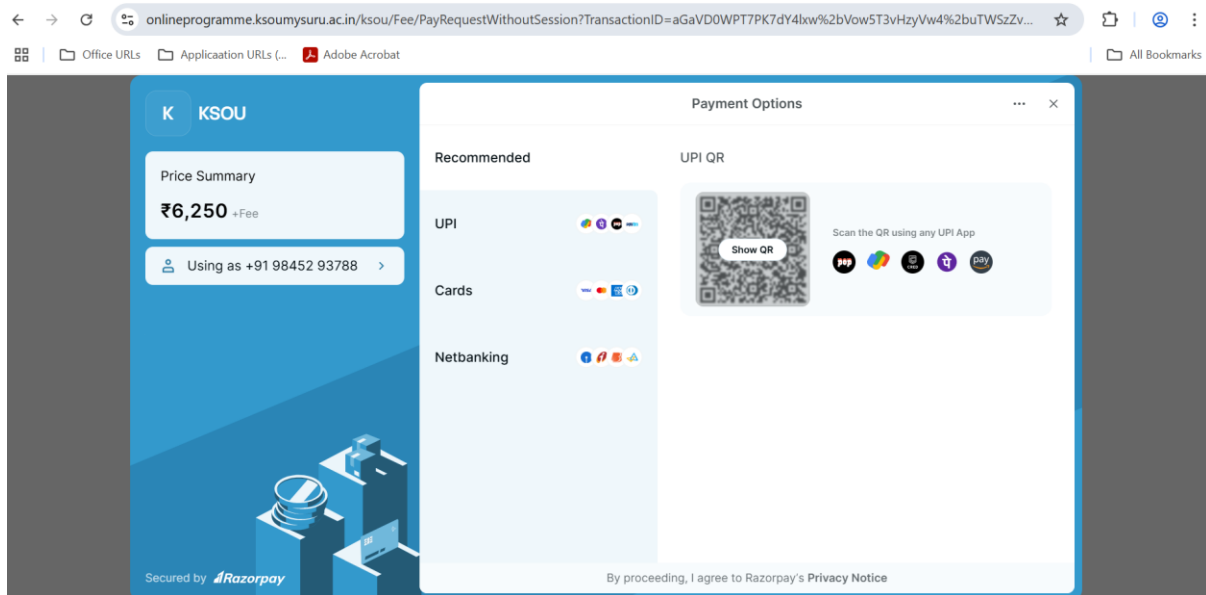 onlineprogramme.ksoumysuru.ac.in/ksou/Fee/PayRequestWithoutSession?TransactionID=aGaVD0WPT7PK7dY4lxw%2bVow5T3vHzyVw4%2buTWSzZv...
Office URLs Applicaation URLs (... Adobe Acrobat All Bookmarks
K KSOU
Payment Options
Price Summary
₹6,250 +Fee
Using as +91 98452 93788
Recommended
UPI
Cards
Netbanking
UPI QR
Show QR
Scan the QR using any UPI App
pop
CRED
pay
Secured by Razorpay
By proceeding, I agree to Razorpay's Privacy Notice